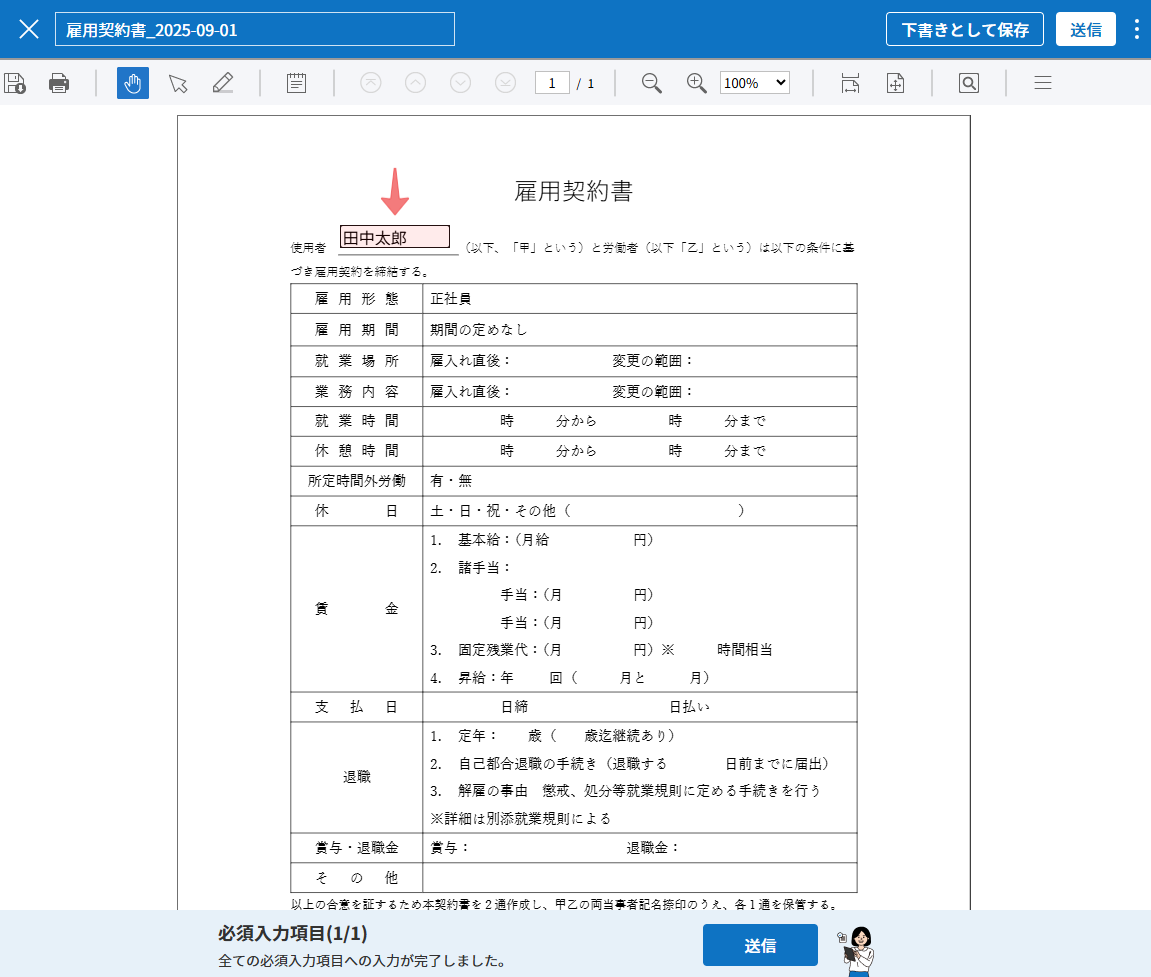 雇用契約書_2025-09-01
下書きとして保存
送信
1 / 1
100%
雇用契約書
使用者 田中太郎 （以下、「甲」という）と労働者（以下「乙」という）は以下の条件に基
づき雇用契約を締結する。
雇用形態 正社員
雇用期間 期間の定めなし
就業場所 雇入れ直後： 変更の範囲：
業務内容 雇入れ直後： 変更の範囲：
就業時間 時 分から 時 分まで
休憩時間 時 分から 時 分まで
所定時間外労働 有・無
休日 土・日・祝・その他（ ）
賃金
1. 基本給：（月給 円）
2. 諸手当：
手当：（月 円）
手当：（月 円）
3. 固定残業代：（月 円）※ 時間相当
4. 昇給：年 回（ 月と 月）
支払日 日締 日払い
退職
1. 定年： 歳（ 歳迄継続あり）
2. 自己都合退職の手続き（退職する 日前までに届出）
3. 解雇の事由 懲戒、処分等就業規則に定める手続きを行う
※詳細は別添就業規則による
賞与・退職金 賞与： 退職金：
その他
以上の合意を証するため本契約書を２通作成し、甲乙の両当事者記名捺印のうえ、各１通を保管する。
必須入力項目(1/1)
全ての必須入力項目への入力が完了しました。
送信